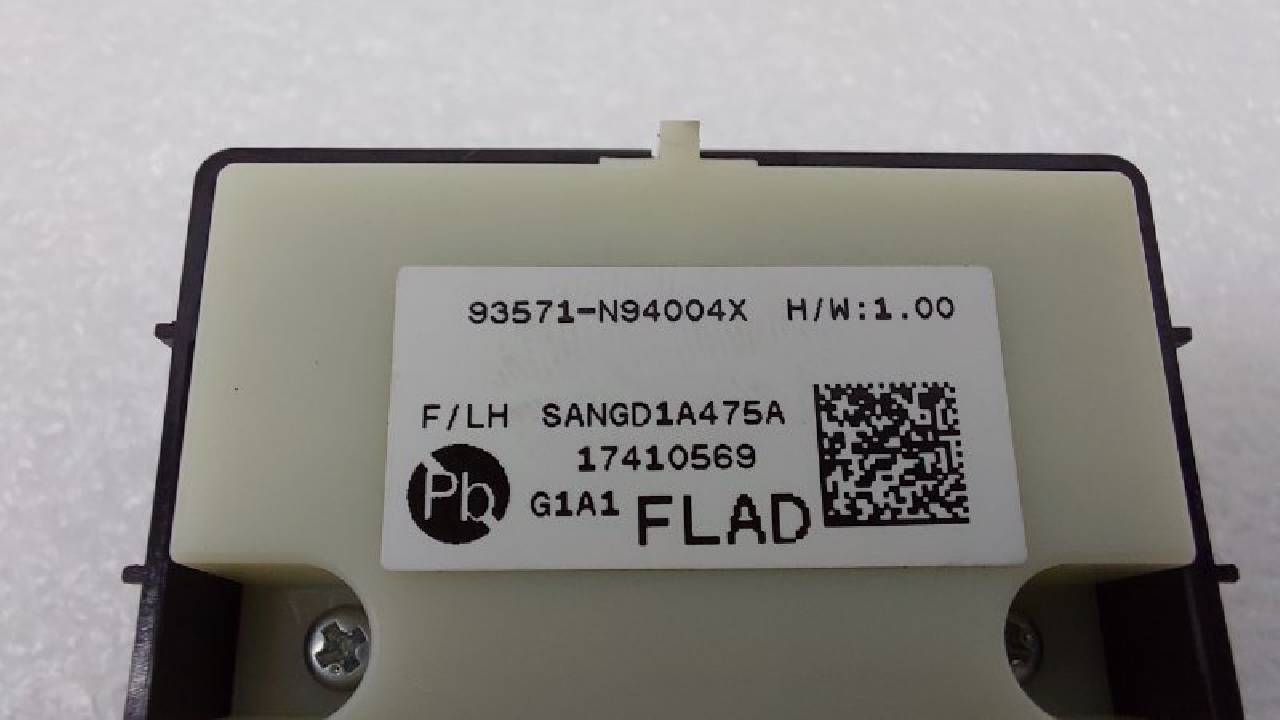 93571-N94004X H/W:1.00
F/LH SANGD1A475A
17410569
Pb G1A1 FLAD